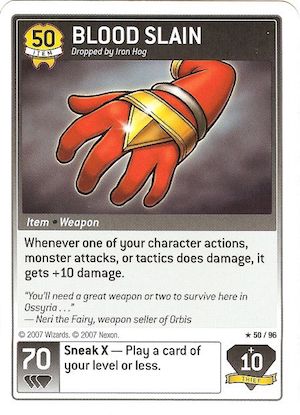 50
ITEM
BLOOD SLAIN
Dropped by Iron Hog
Item • Weapon
Whenever one of your character actions,
monster attacks, or tactics does damage, it
gets +10 damage.
"You'll need a great weapon or two to survive here in
Ossyria . . ."
— Neri the Fairy, weapon seller of Orbis
© 2007 Wizards. © 2007 Nexon.
★ 50 / 96
70
Sneak X — Play a card of
your level or less.
+
10
THIEF